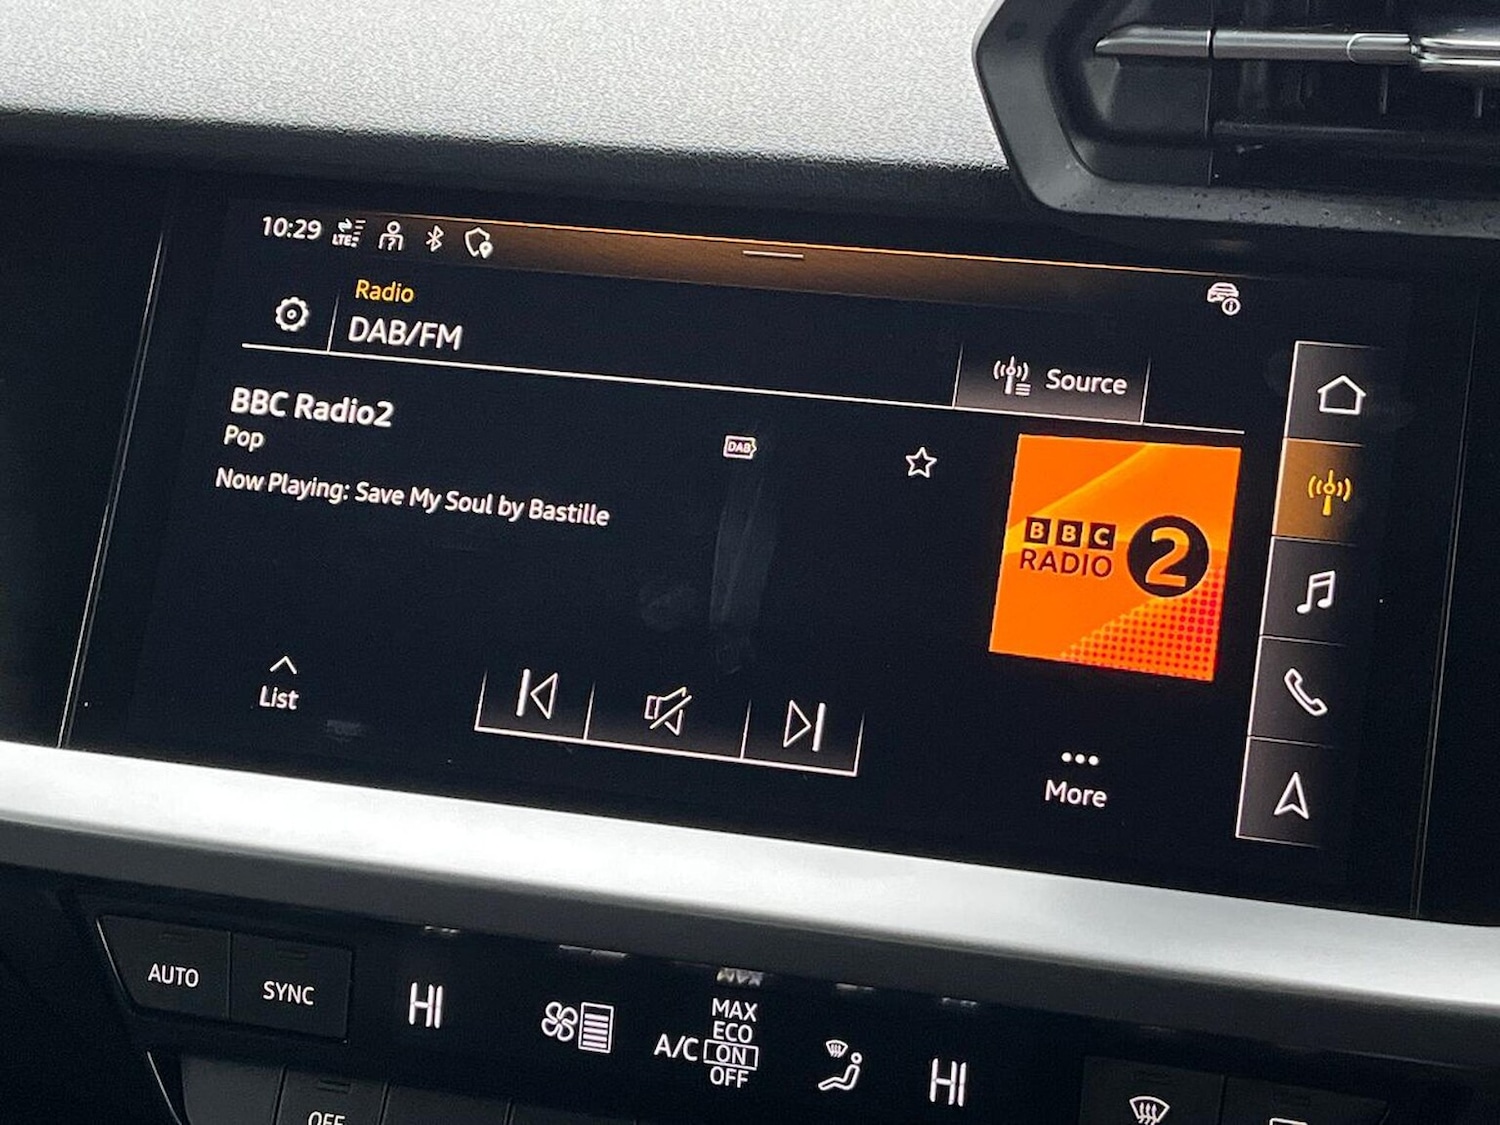 10:29
LTE
Radio
DAB/FM
Source
BBC Radio2
Pop
DAB
Now Playing: Save My Soul by Bastille
BBC
RADIO 2
List
More
AUTO
SYNC
HI
MAX
ECO
A/C ON
OFF
HI
OFF